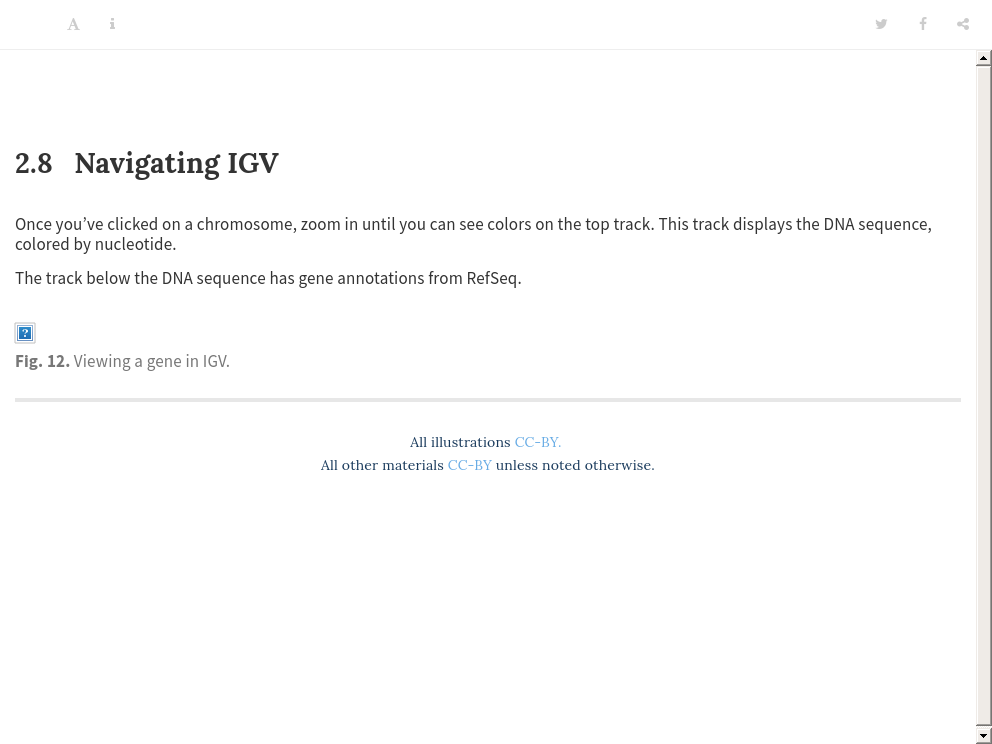 2.8 Navigating IGV
Once you've clicked on a chromosome, zoom in until you can see colors on the top track. This track displays the DNA sequence,
colored by nucleotide.
The track below the DNA sequence has gene annotations from RefSeq.
Fig. 12. Viewing a gene in IGV.
All illustrations CC-BY.
All other materials CC-BY unless noted otherwise.